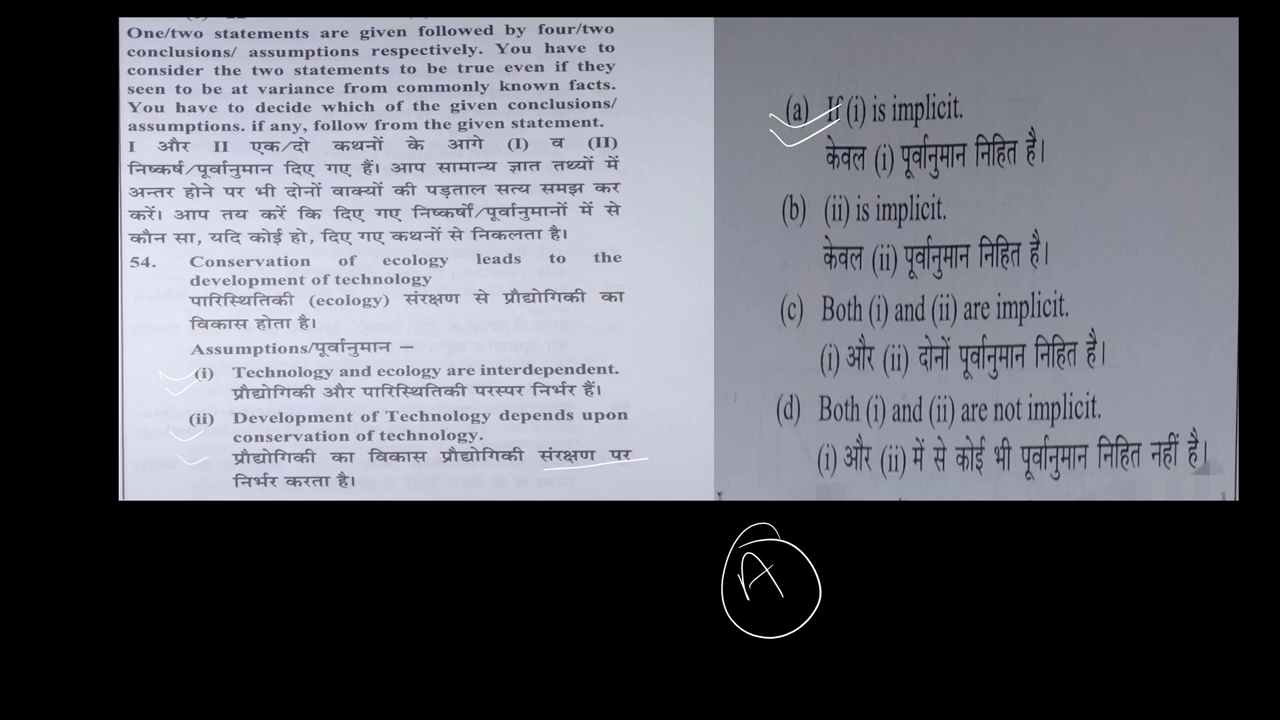 One/two statements are given followed by four/two
conclusions/ assumptions respectively. You have to
consider the two statements to be true even if they
seen to be at variance from commonly known facts.
You have to decide which of the given conclusions/
assumptions. if any, follow from the given statement.
I और II एक/दो कथनों के आगे (I) व (II)
निष्कर्ष/पूर्वानुमान दिए गए हैं। आप सामान्य ज्ञात तथ्यों में
अन्तर होने पर भी दोनों वाक्यों की पड़ताल सत्य समझ कर
करें। आप तय करें कि दिए गए निष्कर्षों/पूर्वानुमानों में से
कौन सा, यदि कोई हो, दिए गए कथनों से निकलता है।
54. Conservation of ecology leads to the
development of technology
पारिस्थितिकी (ecology) संरक्षण से प्रौद्योगिकी का
विकास होता है।
Assumptions/पूर्वानुमान –
(i) Technology and ecology are interdependent.
प्रौद्योगिकी और पारिस्थितिकी परस्पर निर्भर हैं।
(ii) Development of Technology depends upon
conservation of technology.
प्रौद्योगिकी का विकास प्रौद्योगिकी संरक्षण पर
निर्भर करता है।
(a) If (i) is implicit.
केवल (i) पूर्वानुमान निहित है।
(b) (ii) is implicit.
केवल (ii) पूर्वानुमान निहित है।
(c) Both (i) and (ii) are implicit.
(i) और (ii) दोनों पूर्वानुमान निहित है।
(d) Both (i) and (ii) are not implicit.
(i) और (ii) में से कोई भी पूर्वानुमान निहित नहीं है।
A